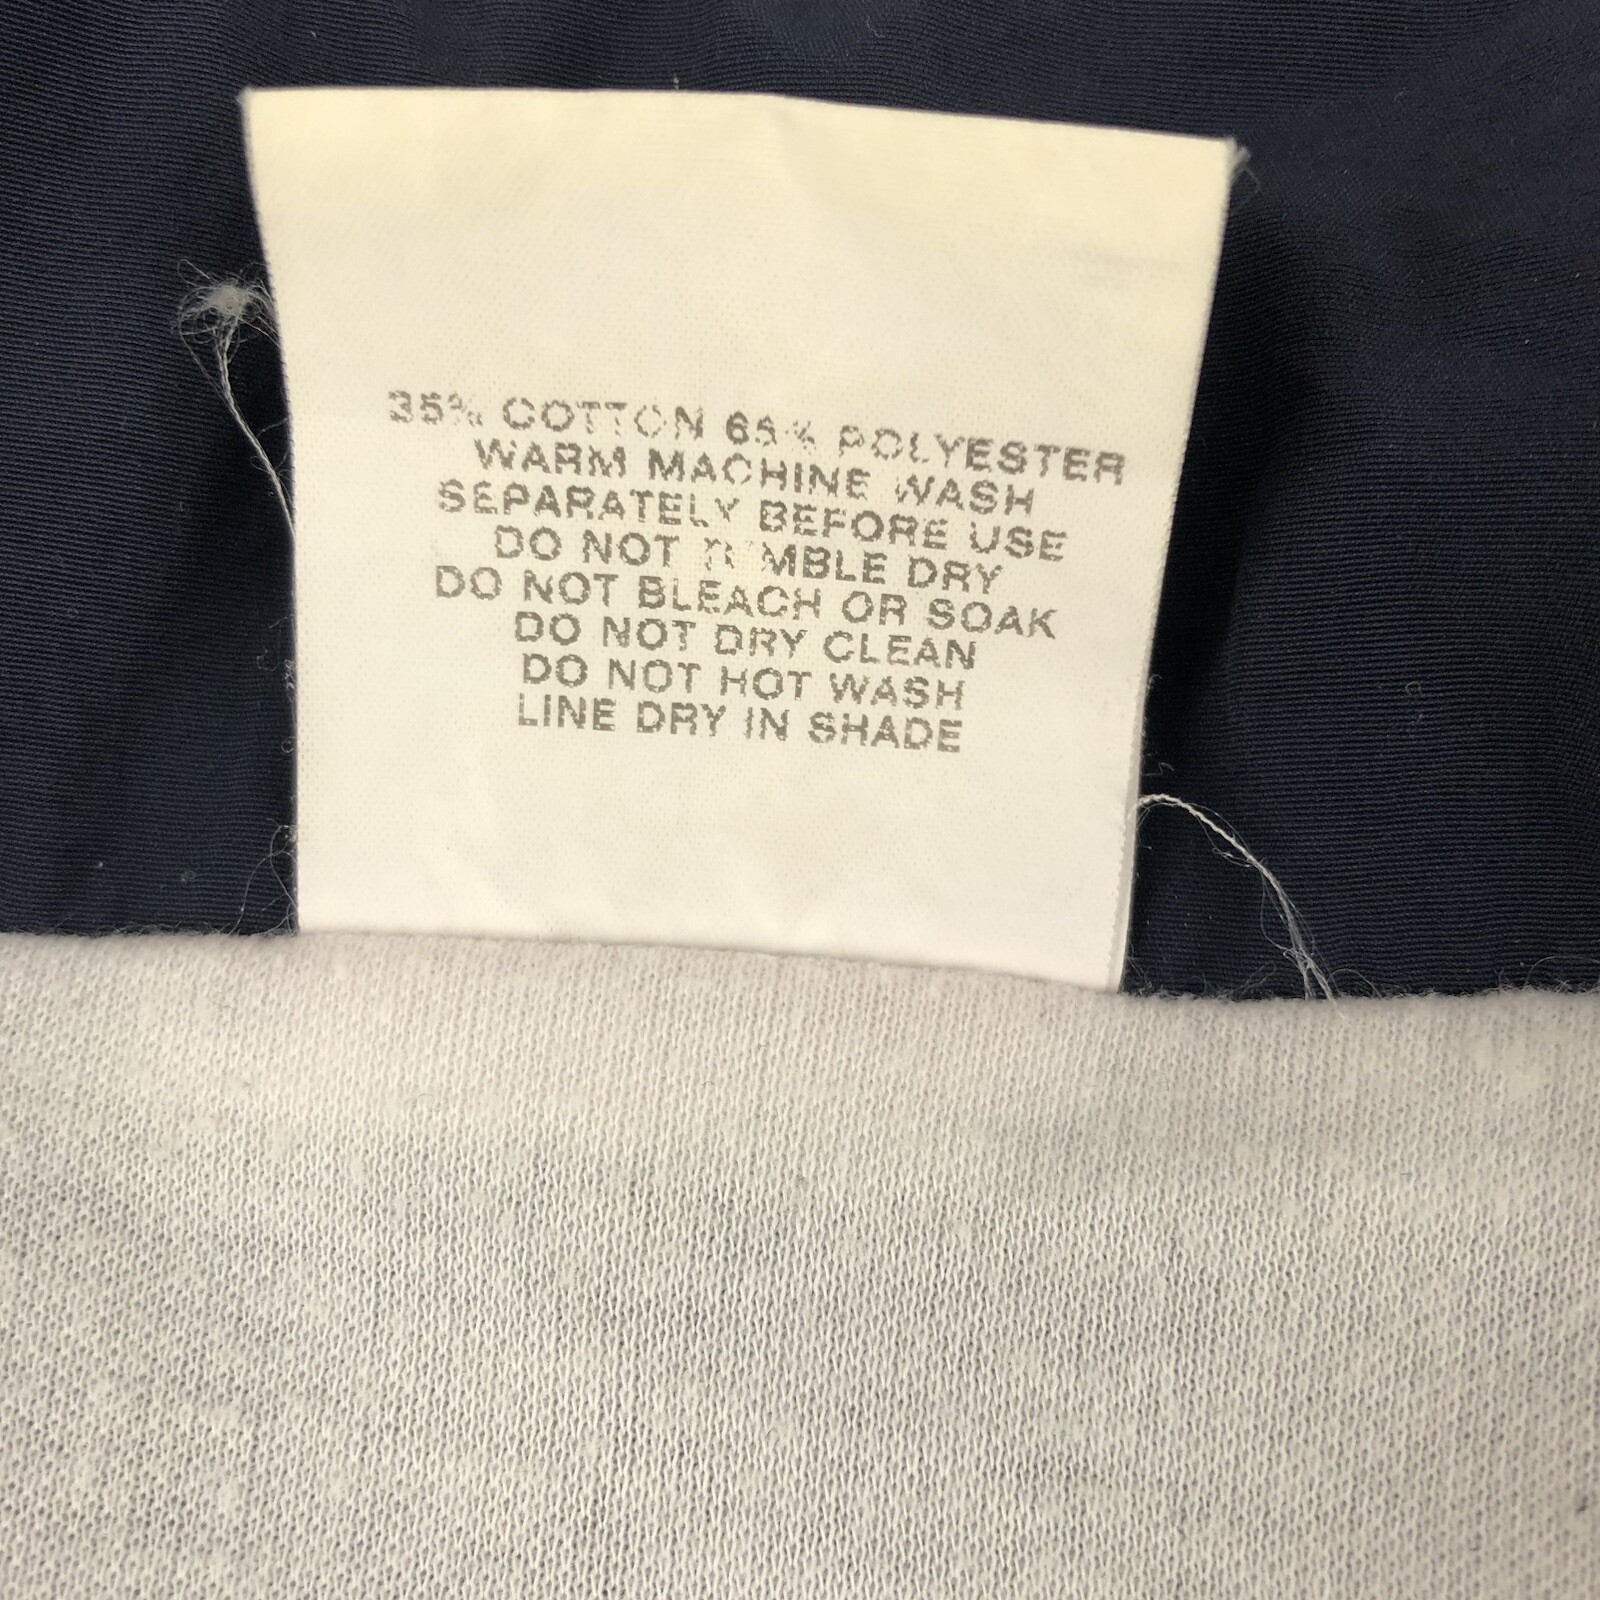 35% COTTON 65% POLYESTER
WARM MACHINE WASH
SEPARATELY BEFORE USE
DO NOT TUMBLE DRY
DO NOT BLEACH OR SOAK
DO NOT DRY CLEAN
DO NOT HOT WASH
LINE DRY IN SHADE